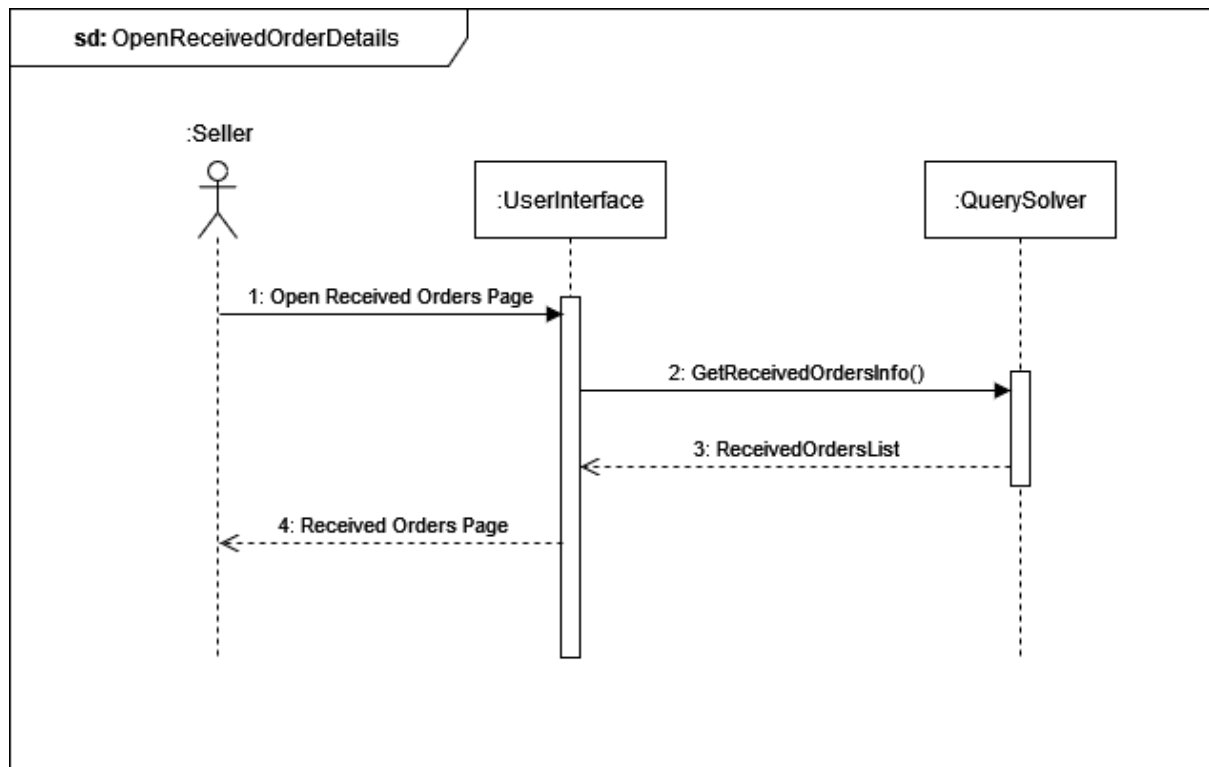 sd: OpenReceivedOrderDetails
:Seller
:UserInterface
:QuerySolver
1: Open Received Orders Page
2: GetReceivedOrdersInfo()
3: ReceivedOrdersList
4: Received Orders Page